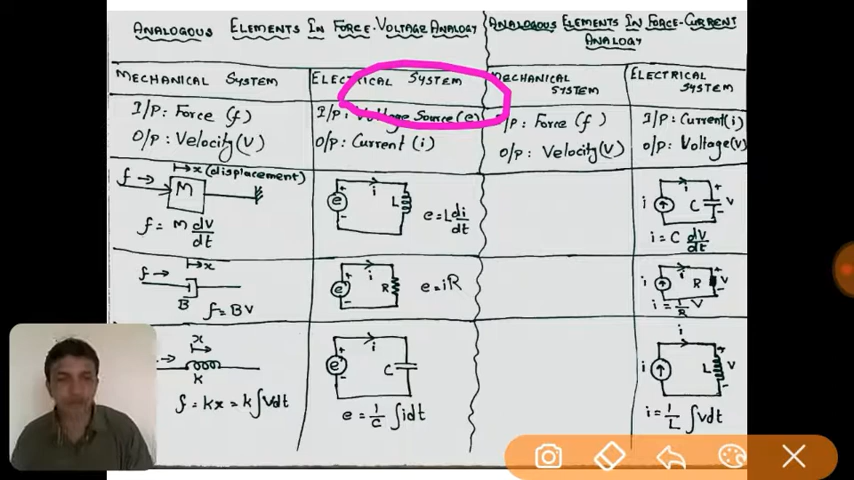 ANALOGOUS ELEMENTS IN FORCE-VOLTAGE ANALOGY
MECHANICAL SYSTEM
ELECTRICAL SYSTEM
I/P: Force (f)
O/P: Velocity(V)
I/P: Voltage Source(e)
O/P: Current (i)
f
x (displacement)
M
f = M dV/dt
e
+
-
i
L
e = L di/dt
f
x
B
f = BV
e
+
-
i
R
e = iR
x
K
f = Kx = K ∫Vdt
e
+
-
i
C
e = 1/C ∫idt
ANALOGOUS ELEMENTS IN FORCE-CURRENT
ANALOGY
MECHANICAL
SYSTEM
ELECTRICAL
SYSTEM
I/P: Force (f)
O/P: Velocity(V)
I/P: Current(i)
O/P: Voltage(V)
i
i
C
+
-
V
i = C dV/dt
i
i
R
+
-
V
i = 1/R V
i
i
L
+
-
V
i = 1/L ∫Vdt